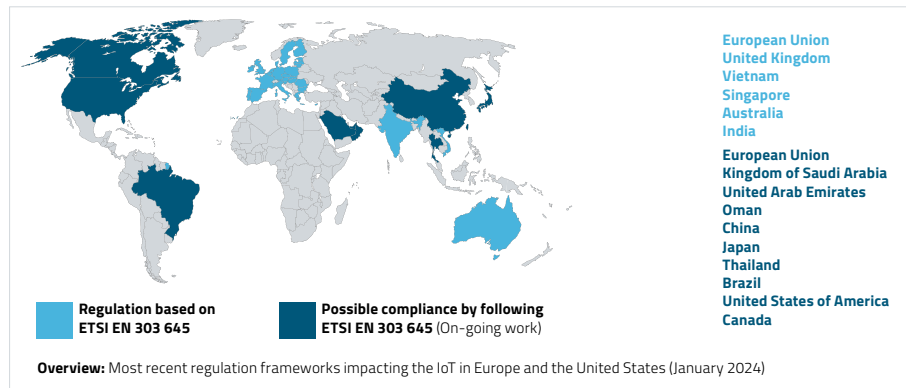 European Union
United Kingdom
Vietnam
Singapore
Australia
India
European Union
Kingdom of Saudi Arabia
United Arab Emirates
Oman
China
Japan
Thailand
Brazil
United States of America
Canada
Regulation based on
ETSI EN 303 645
Possible compliance by following
ETSI EN 303 645 (On-going work)
Overview: Most recent regulation frameworks impacting the IoT in Europe and the United States (January 2024)